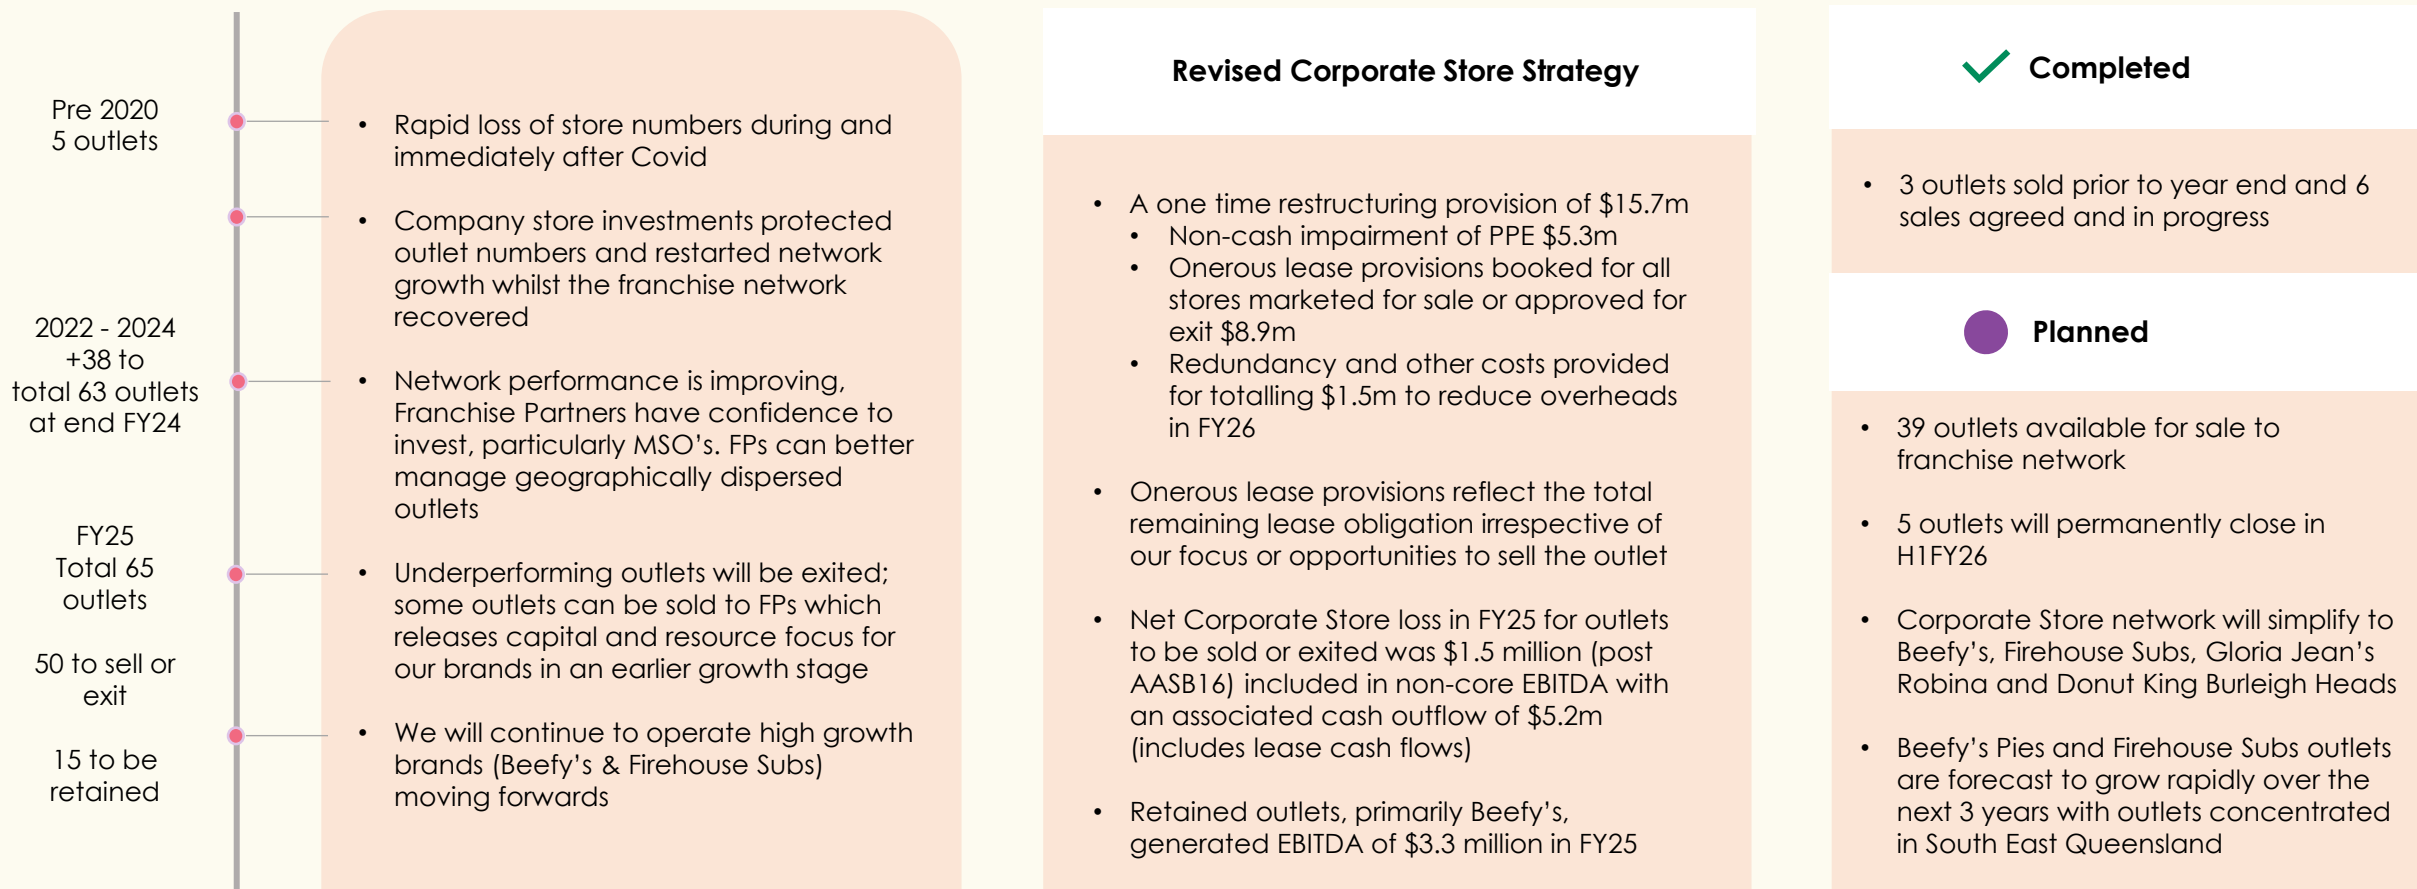 Pre 2020
5 outlets
2022 - 2024
+38 to
total 63 outlets
at end FY24
FY25
Total 65
outlets
50 to sell or
exit
15 to be
retained
• Rapid loss of store numbers during and
immediately after Covid
• Company store investments protected
outlet numbers and restarted network
growth whilst the franchise network
recovered
• Network performance is improving,
Franchise Partners have confidence to
invest, particularly MSO's. FPs can better
manage geographically dispersed
outlets
• Underperforming outlets will be exited;
some outlets can be sold to FPs which
releases capital and resource focus for
our brands in an earlier growth stage
• We will continue to operate high growth
brands (Beefy's & Firehouse Subs)
moving forwards
Revised Corporate Store Strategy
• A one time restructuring provision of $15.7m
• Non-cash impairment of PPE $5.3m
• Onerous lease provisions booked for all
stores marketed for sale or approved for
exit $8.9m
• Redundancy and other costs provided
for totalling $1.5m to reduce overheads
in FY26
• Onerous lease provisions reflect the total
remaining lease obligation irrespective of
our focus or opportunities to sell the outlet
• Net Corporate Store loss in FY25 for outlets
to be sold or exited was $1.5 million (post
AASB16) included in non-core EBITDA with
an associated cash outflow of $5.2m
(includes lease cash flows)
• Retained outlets, primarily Beefy's,
generated EBITDA of $3.3 million in FY25
Completed
• 3 outlets sold prior to year end and 6
sales agreed and in progress
Planned
• 39 outlets available for sale to
franchise network
• 5 outlets will permanently close in
H1FY26
• Corporate Store network will simplify to
Beefy's, Firehouse Subs, Gloria Jean's
Robina and Donut King Burleigh Heads
• Beefy's Pies and Firehouse Subs outlets
are forecast to grow rapidly over the
next 3 years with outlets concentrated
in South East Queensland